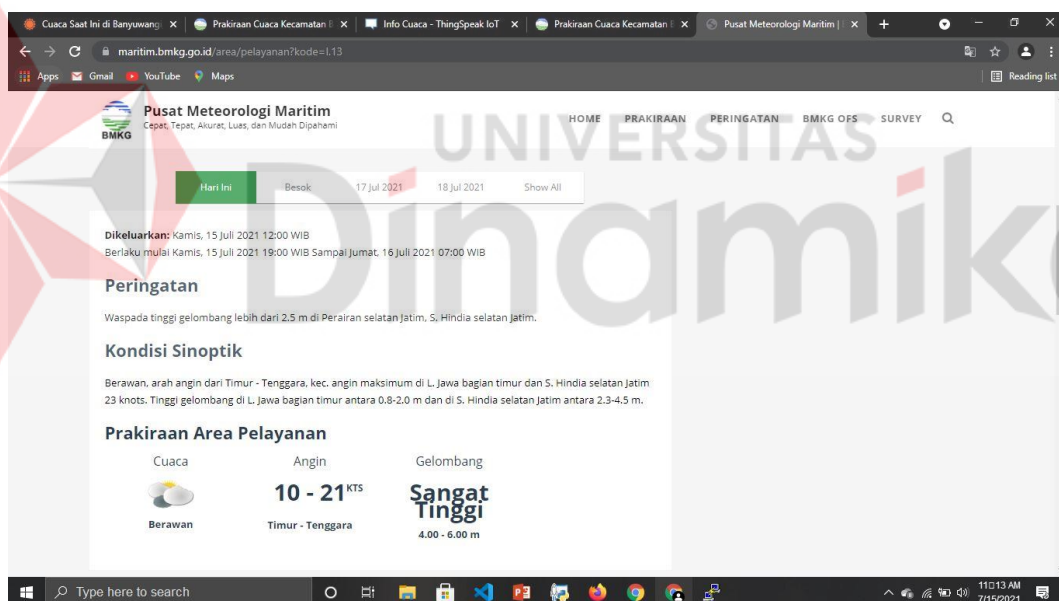 Cuaca Saat Ini di Banyuwangi
Prakiraan Cuaca Kecamatan
Info Cuaca - ThingSpeak IoT
Prakiraan Cuaca Kecamatan
Pusat Meteorologi Maritim |
maritim.bmkg.go.id/area/pelayanan?kode=I.13
Apps Gmail YouTube Maps Reading list
BMKG
Pusat Meteorologi Maritim
Cepat, Tepat, Akurat, Luas, dan Mudah Dipahami
HOME PRAKIRAAN PERINGATAN BMKG OFS SURVEY
UNIVERSITAS
Dinamika
Hari Ini Besok 17 Jul 2021 18 Jul 2021 Show All
Dikeluarkan: Kamis, 15 Juli 2021 12:00 WIB
Berlaku mulai Kamis, 15 Juli 2021 19:00 WIB Sampai Jumat, 16 Juli 2021 07:00 WIB
Peringatan
Waspada tinggi gelombang lebih dari 2.5 m di Perairan selatan Jatim, S. Hindia selatan Jatim.
Kondisi Sinoptik
Berawan, arah angin dari Timur - Tenggara, kec. angin maksimum di L. Jawa bagian timur dan S. Hindia selatan Jatim
23 knots. Tinggi gelombang di L. Jawa bagian timur antara 0.8-2.0 m dan di S. Hindia selatan Jatim antara 2.3-4.5 m.
Prakiraan Area Pelayanan
Cuaca Angin Gelombang
Berawan
10 - 21 KTS
Timur - Tenggara
Sangat
Tinggi
4.00 - 6.00 m
Type here to search
11:13 AM
7/15/2021